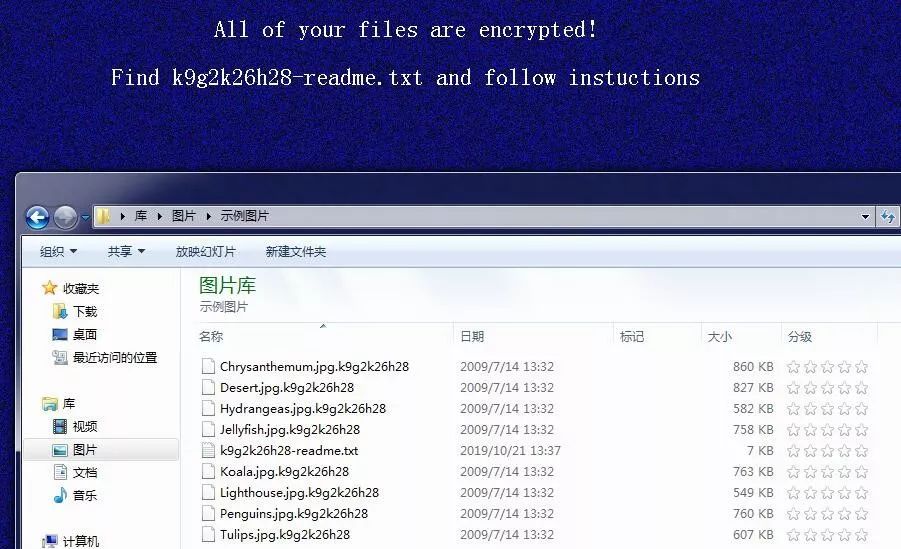 All of your files are encrypted!
Find k9g2k26h28-readme.txt and follow instuctions
库 图片 示例图片
组织 共享 放映幻灯片 新建文件夹
收藏夹
下载
桌面
最近访问的位置
库
视频
图片
文档
音乐
计算机
图片库
示例图片
名称 日期 标记 大小 分级
Chrysanthemum.jpg.k9g2k26h28 2009/7/14 13:32 860 KB
Desert.jpg.k9g2k26h28 2009/7/14 13:32 827 KB
Hydrangeas.jpg.k9g2k26h28 2009/7/14 13:32 582 KB
Jellyfish.jpg.k9g2k26h28 2009/7/14 13:32 758 KB
k9g2k26h28-readme.txt 2019/10/21 13:37 7 KB
Koala.jpg.k9g2k26h28 2009/7/14 13:32 763 KB
Lighthouse.jpg.k9g2k26h28 2009/7/14 13:32 549 KB
Penguins.jpg.k9g2k26h28 2009/7/14 13:32 760 KB
Tulips.jpg.k9g2k26h28 2009/7/14 13:32 607 KB